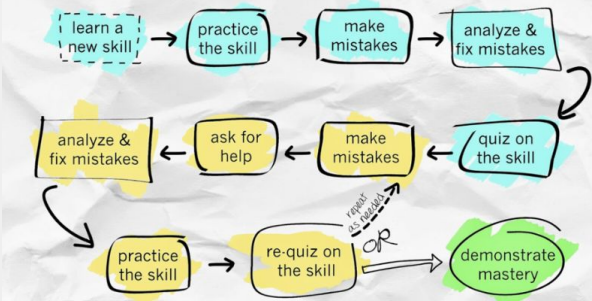 learn a
new skill
practice
the skill
make
mistakes
analyze &
fix mistakes
quiz on
the skill
make
mistakes
ask for
help
analyze &
fix mistakes
practice
the skill
re-quiz on
the skill
repeat
as needed
OR
demonstrate
mastery